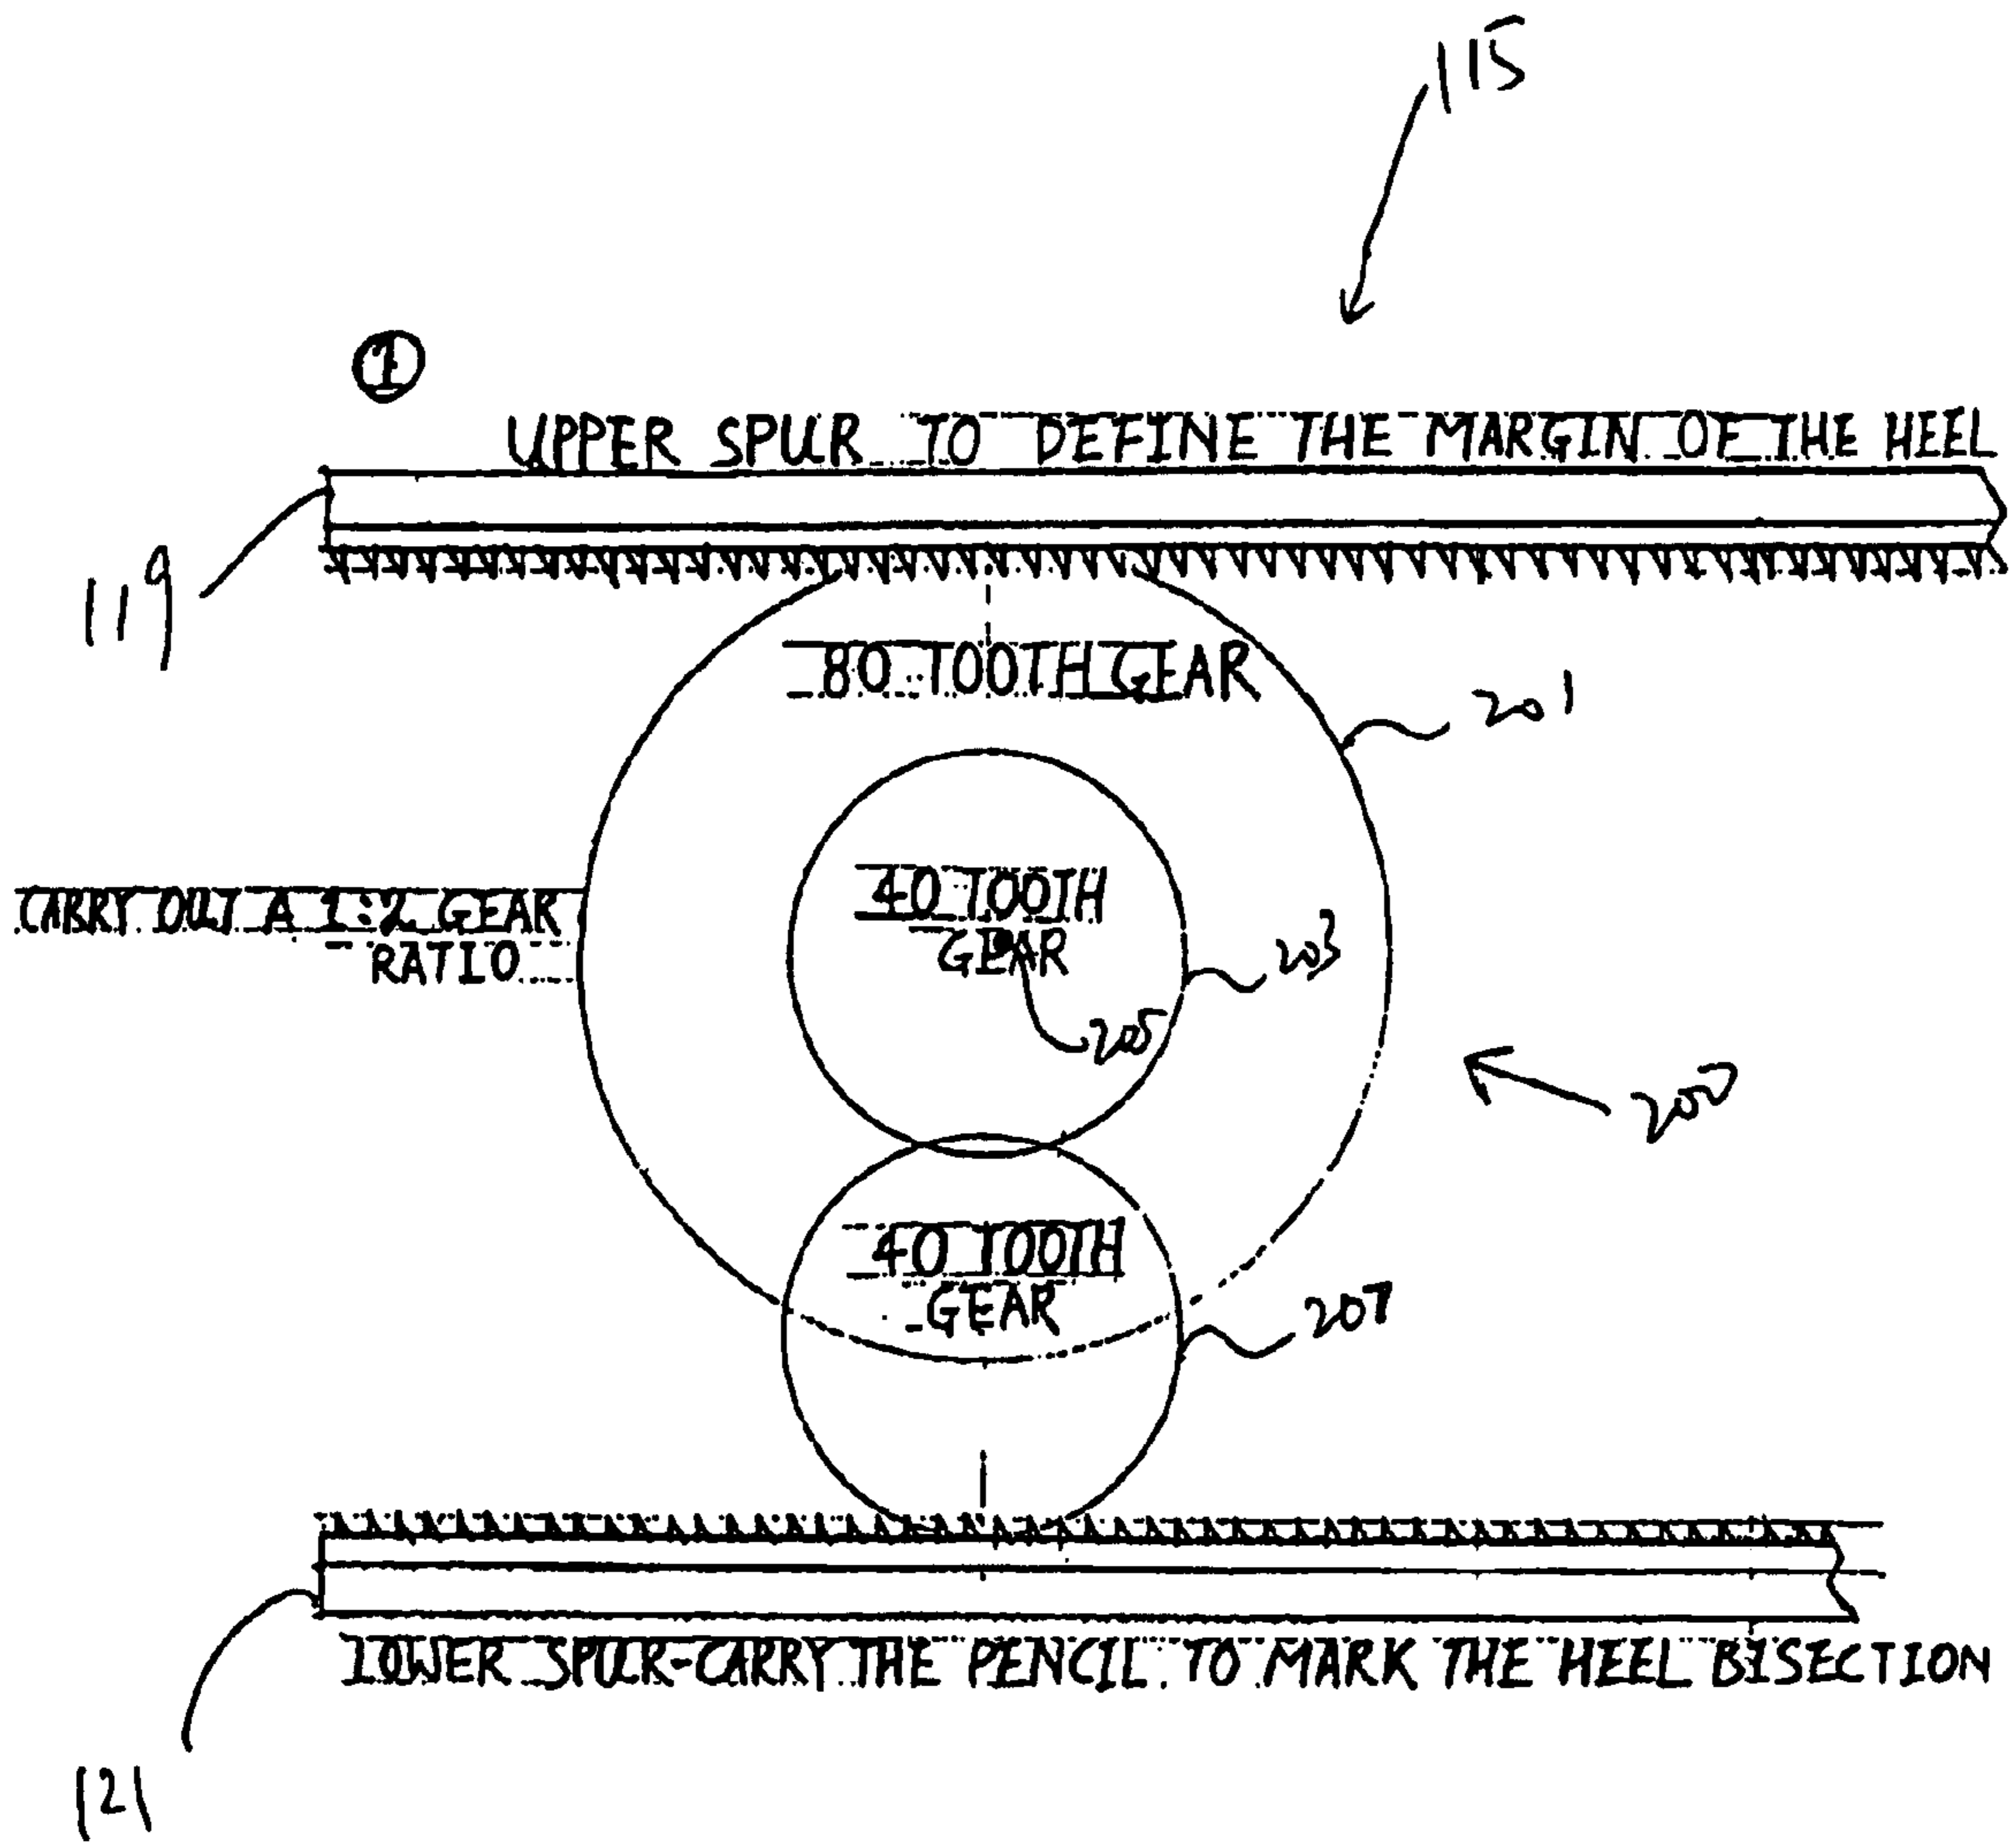 115
①
UPPER SPUR TO DEFINE THE MARGIN OF THE HEEL
119
80 TOOTH GEAR
201
40 TOOTH
GEAR
203
205
CARRY OUT A 1:2 GEAR
RATIO
200
40 TOOTH
GEAR
207
LOWER SPUR-CARRY THE PENCIL TO MARK THE HEEL BISECTION
121